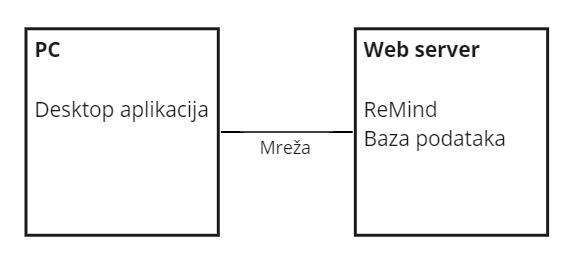 PC
Desktop aplikacija
Mreža
Web server
ReMind
Baza podataka